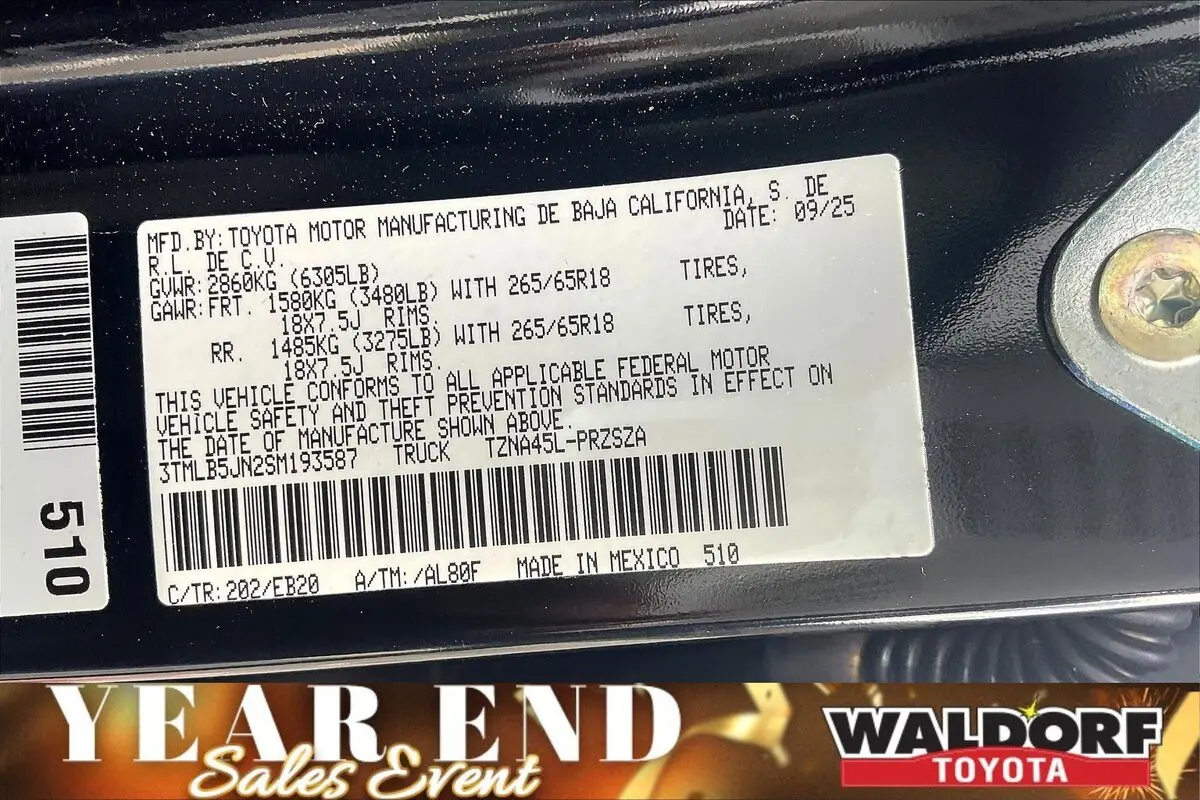 MFD.BY:TOYOTA MOTOR MANUFACTURING DE BAJA CALIFORNIA, S. DE
R.L. DE C.V. DATE: 09/25
GVWR:2860KG (6305LB)
GAWR:FRT. 1580KG (3480LB) WITH 265/65R18 TIRES,
18X7.5J RIMS.
RR. 1485KG (3275LB) WITH 265/65R18 TIRES,
18X7.5J RIMS.
THIS VEHICLE CONFORMS TO ALL APPLICABLE FEDERAL MOTOR
VEHICLE SAFETY AND THEFT PREVENTION STANDARDS IN EFFECT ON
THE DATE OF MANUFACTURE SHOWN ABOVE.
3TMLB5JN2SM193587 TRUCK TZNA45L-PRZSZA
C/TR:202/EB20 A/TM:/AL80F MADE IN MEXICO 510
510
YEAR END
Sales Event
WALDORF
TOYOTA